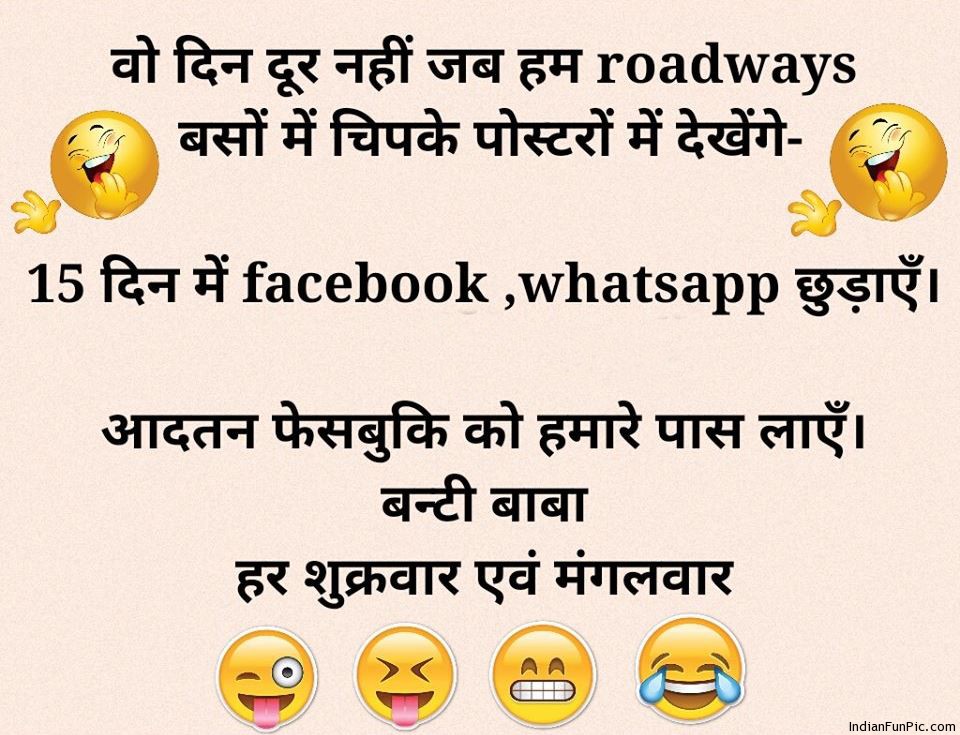 वो दिन दूर नहीं जब हम roadways
बसों में चिपके पोस्टरों में देखेंगे-
15 दिन में facebook ,whatsapp छुड़ाएँ।
आदतन फेसबुकि को हमारे पास लाएँ।
बन्टी बाबा
हर शुक्रवार एवं मंगलवार
IndianFunPic.com